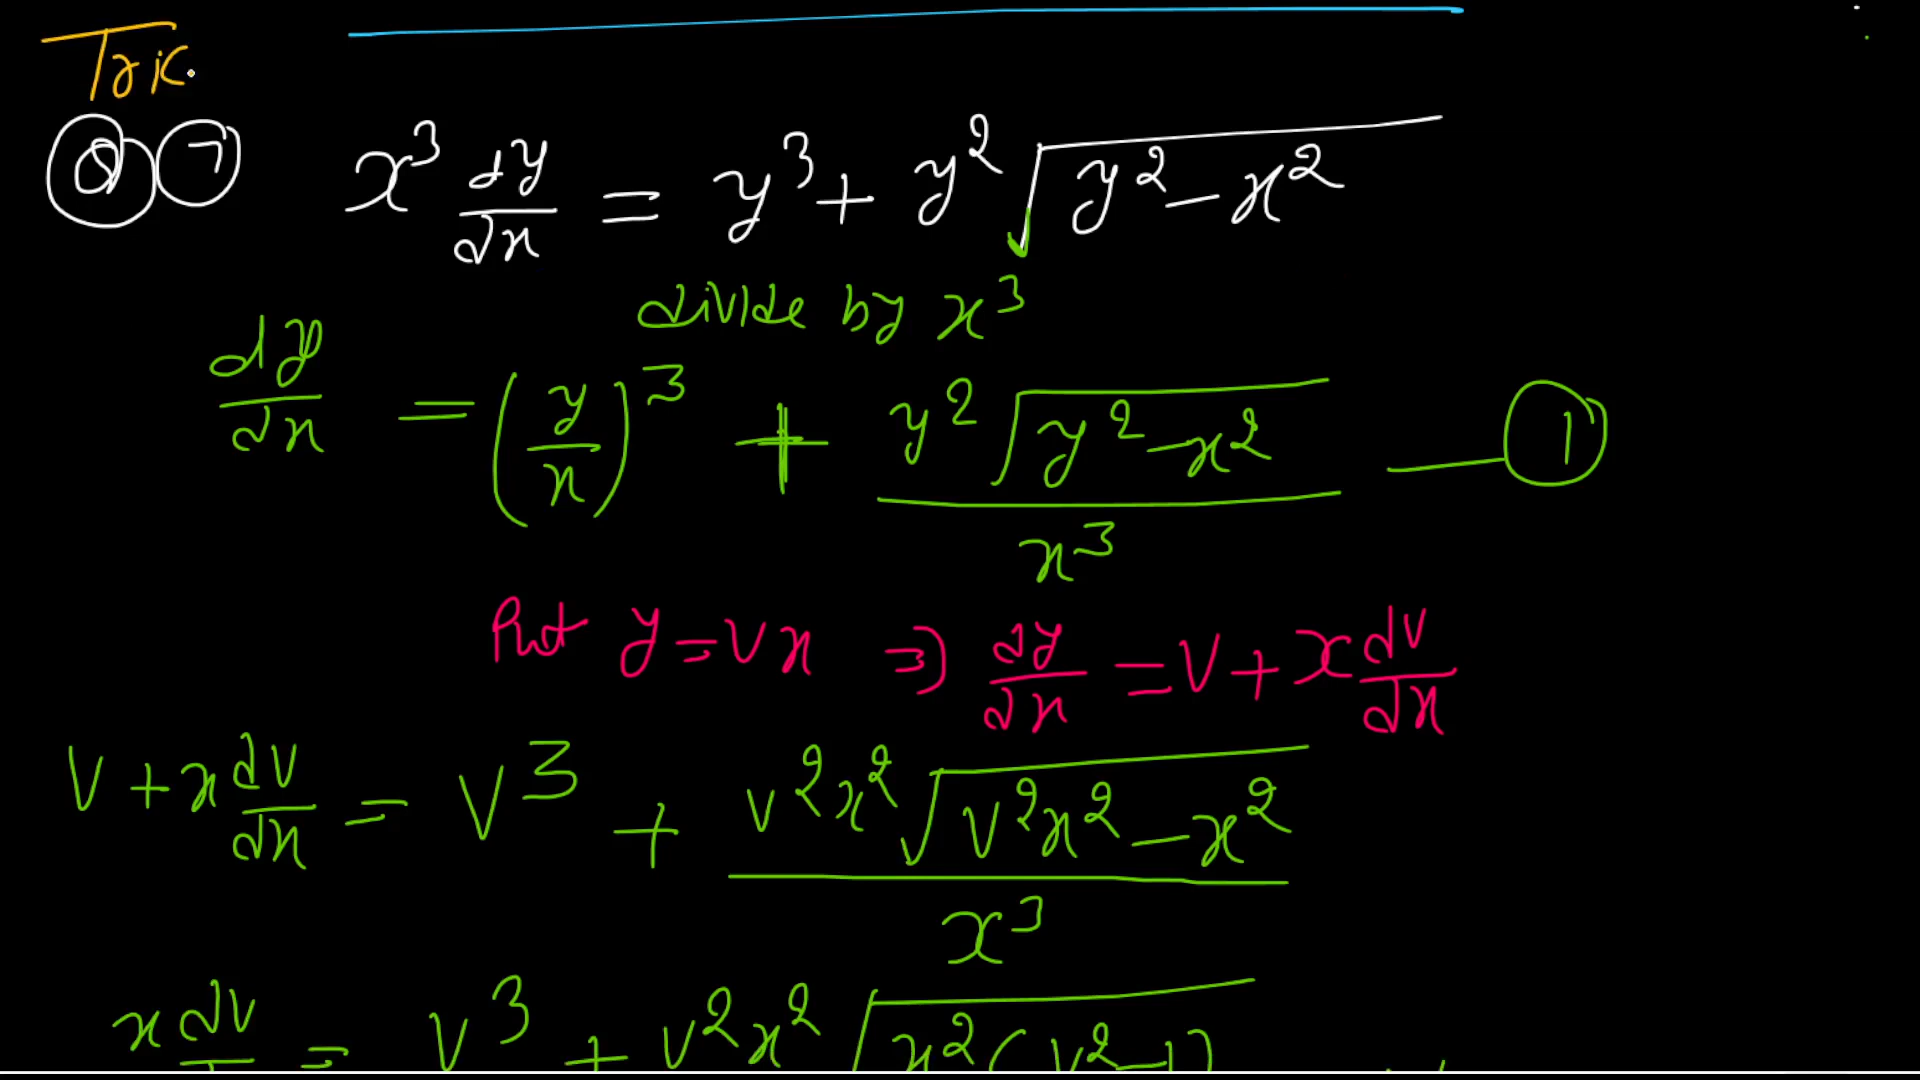 Tric
Q 7 x³ dy/dx = y³ + y² √(y² - x²)
divide by x³
dy/dx = (y/x)³ + y² √(y² - x²) / x³ — 1
Put y = vx ⇒ dy/dx = v + x dv/dx
v + x dv/dx = v³ + v²x² √(v²x² - x²) / x³
x dv = v³ + v²x² √(x²(v²-1)